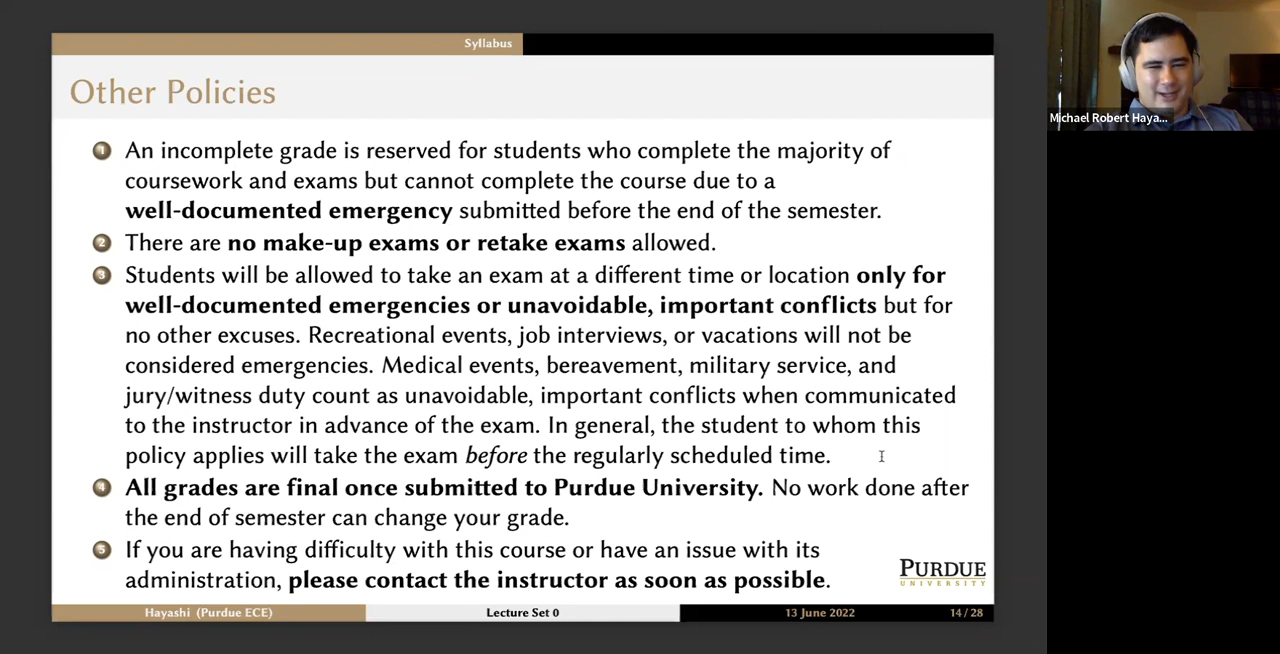 Syllabus
Other Policies
1 An incomplete grade is reserved for students who complete the majority of
coursework and exams but cannot complete the course due to a
well-documented emergency submitted before the end of the semester.
2 There are no make-up exams or retake exams allowed.
3 Students will be allowed to take an exam at a different time or location only for
well-documented emergencies or unavoidable, important conflicts but for
no other excuses. Recreational events, job interviews, or vacations will not be
considered emergencies. Medical events, bereavement, military service, and
jury/witness duty count as unavoidable, important conflicts when communicated
to the instructor in advance of the exam. In general, the student to whom this
policy applies will take the exam before the regularly scheduled time.
4 All grades are final once submitted to Purdue University. No work done after
the end of semester can change your grade.
5 If you are having difficulty with this course or have an issue with its
administration, please contact the instructor as soon as possible.
PURDUE
UNIVERSITY
Hayashi (Purdue ECE) Lecture Set 0 13 June 2022 14 / 28
Michael Robert Haya...